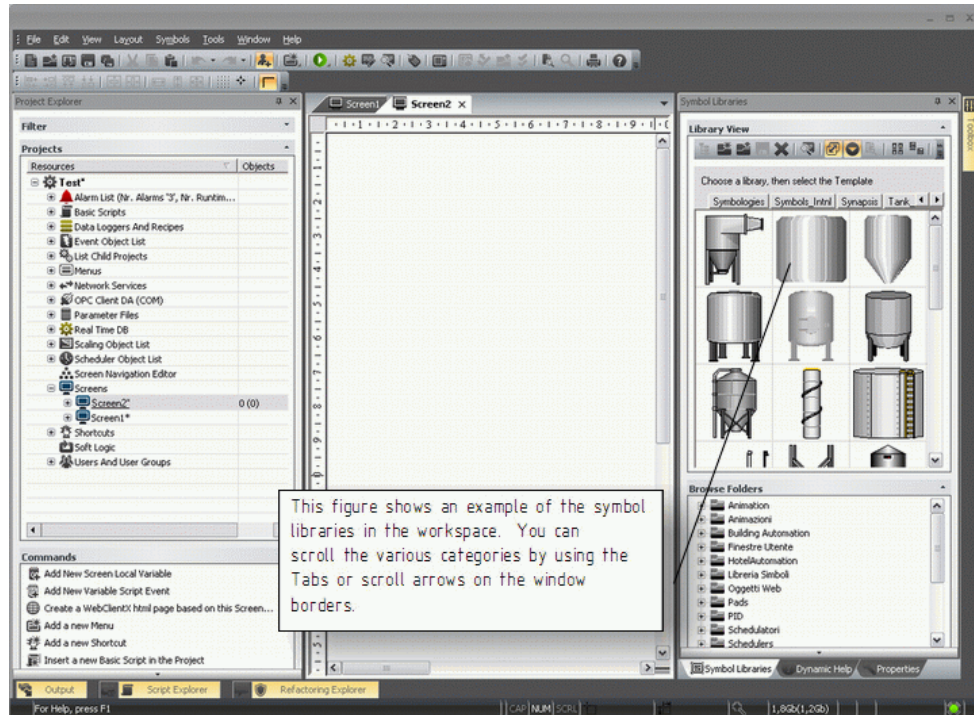 File Edit View Layout Symbols Tools Window Help
Project Explorer
Filter
Projects
Resources Objects
Test*
Alarm List (Nr. Alarms "3", Nr. Runtim...
Basic Scripts
Data Loggers And Recipes
Event Object List
List Child Projects
Menus
Network Services
OPC Client DA (COM)
Parameter Files
Real Time DB
Scaling Object List
Scheduler Object List
Screen Navigation Editor
Screens
Screen2* 0 (0)
Screen1*
Shortcuts
Soft Logic
Users And User Groups
Commands
Add New Screen Local Variable
Add New Variable Script Event
Create a WebClientX html page based on this Screen...
Add a new Menu
Add a new Shortcut
Insert a new Basic Script in the Project
Screen1 Screen2
This figure shows an example of the symbol
libraries in the workspace. You can
scroll the various categories by using the
Tabs or scroll arrows on the window
borders.
Symbol Libraries
Toolbox
Library View
Choose a library, then select the Template
Symbologies Symbols_Intnl Synapsis Tank_
Browse Folders
Animation
Animazioni
Building Automation
Finestre Utente
HotelAutomation
Libreria Simboli
Oggetti Web
Pads
PID
Schedulatori
Schedulers
Symbol Libraries Dynamic Help Properties
Output Script Explorer Refactoring Explorer
For Help, press F1 CAP NUM SCRL 1,8Gb(1,2Gb)